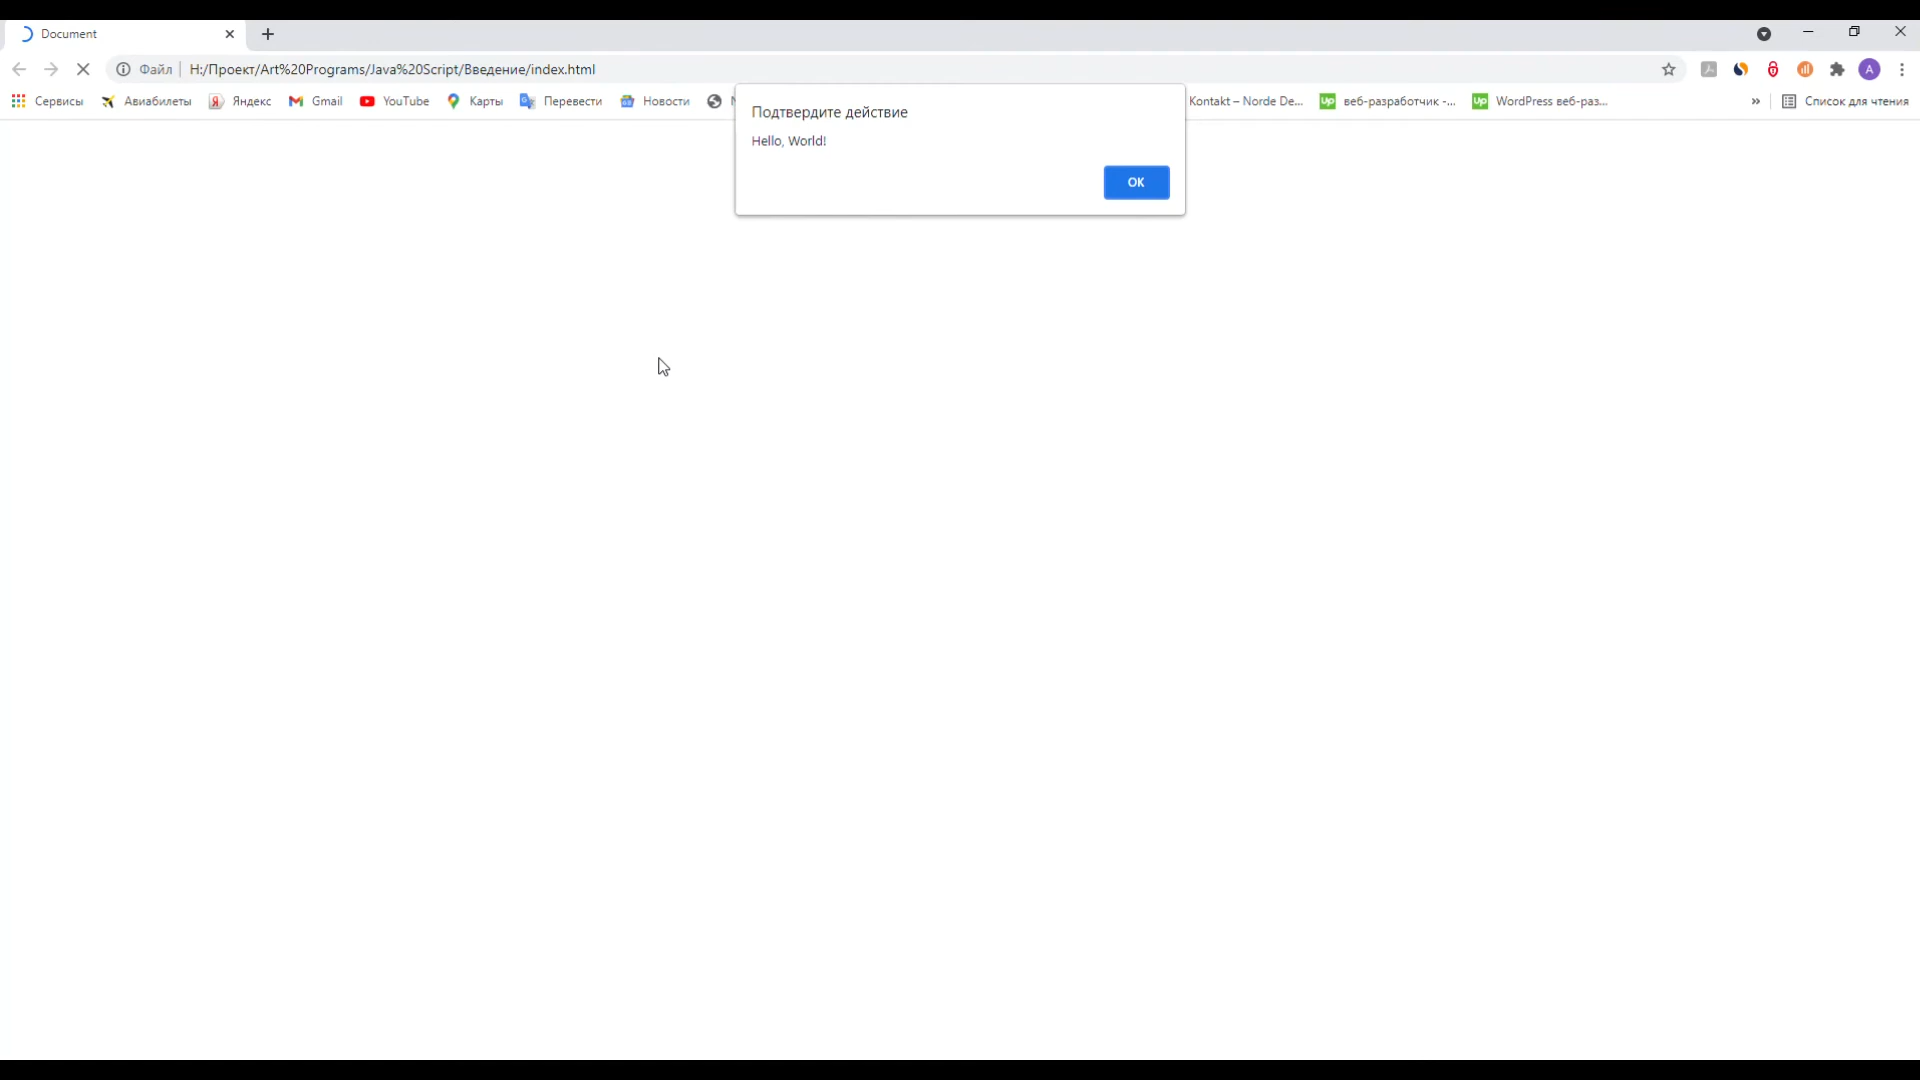 Document
Файл H:/Проект/Art%20Programs/Java%20Script/Введение/index.html
A
Сервисы Авиабилеты Яндекс Gmail YouTube Карты Перевести Новости Kontakt – Norde De... веб-разработчик -... WordPress веб-раз... » Список для чтения
Подтвердите действие
Hello, World!
ОК